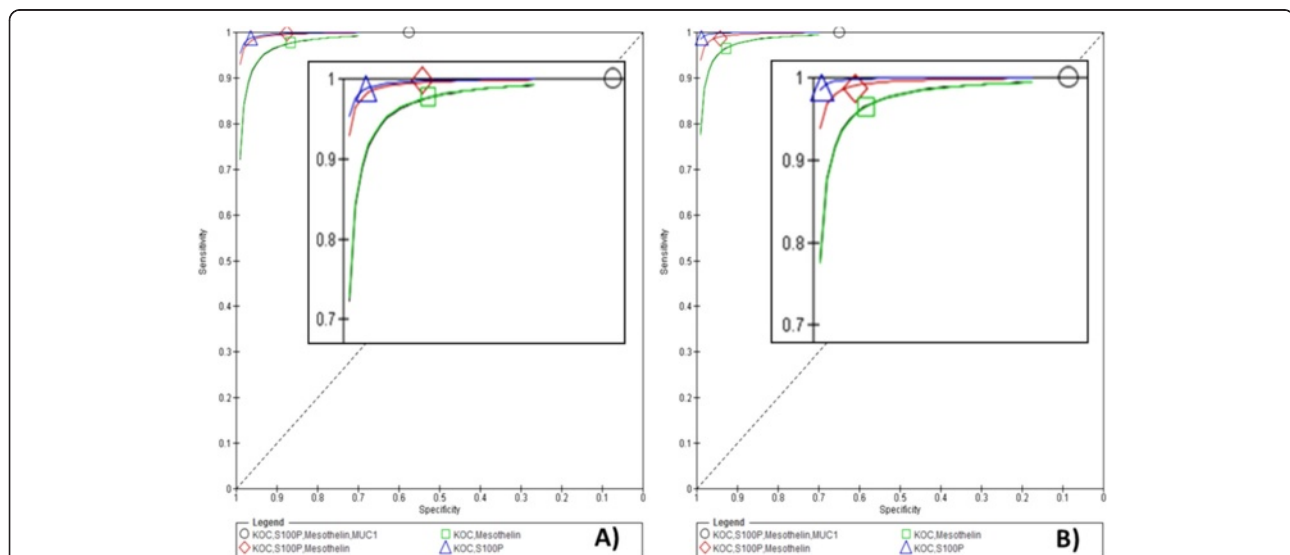 1
0.9
0.8
0.7
0.6
0.5
0.4
0.3
0.2
0.1
0
Sensitivity
1
0.9
0.8
0.7
1 0.9 0.8 0.7 0.6 0.5 0.4 0.3 0.2 0.1 0
Specificity
Legend
KOC,S100P,Mesothelin,MUC1 KOC,Mesothelin
KOC,S100P,Mesothelin KOC,S100P
A)
1
0.9
0.8
0.7
0.6
0.5
0.4
0.3
0.2
0.1
0
Sensitivity
1
0.9
0.8
0.7
1 0.9 0.8 0.7 0.6 0.5 0.4 0.3 0.2 0.1 0
Specificity
Legend
KOC,S100P,Mesothelin,MUC1 KOC,Mesothelin
KOC,S100P,Mesothelin KOC,S100P
B)